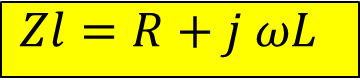 Zl = R + j ωL